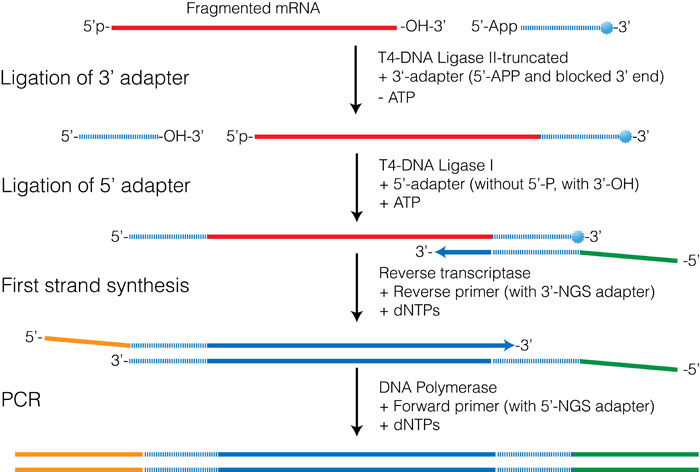 Fragmented mRNA
5'p- -OH-3' 5'-App -3'
Ligation of 3' adapter
T4-DNA Ligase II-truncated
+ 3'-adapter (5'-APP and blocked 3' end)
- ATP
5'- -OH-3' 5'p- -3'
Ligation of 5' adapter
T4-DNA Ligase I
+ 5'-adapter (without 5'-P, with 3'-OH)
+ ATP
5'- -3'
3'- -5'
First strand synthesis
Reverse transcriptase
+ Reverse primer (with 3'-NGS adapter)
+ dNTPs
5'- -3'
3'- -5'
PCR
DNA Polymerase
+ Forward primer (with 5'-NGS adapter)
+ dNTPs